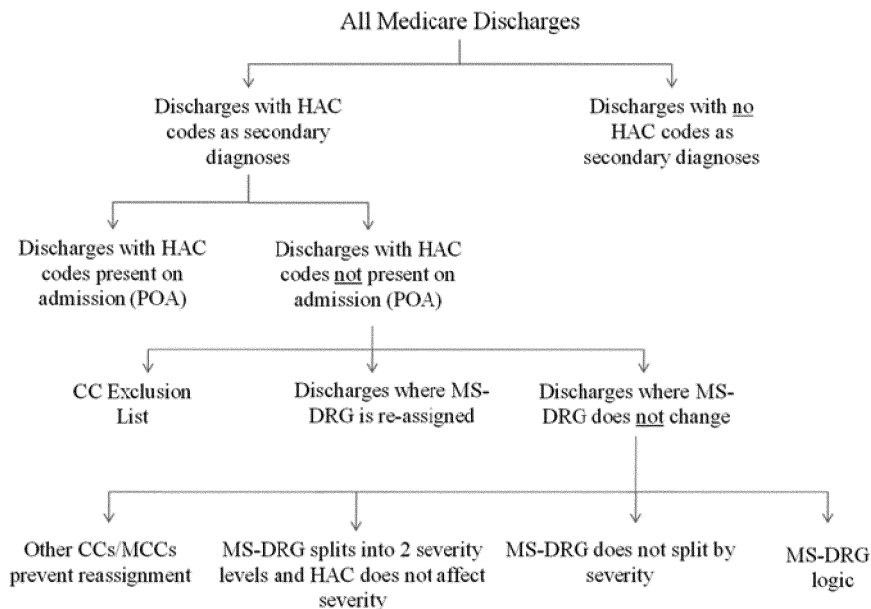 All Medicare Discharges
Discharges with HAC
codes as secondary
diagnoses
Discharges with no
HAC codes as
secondary diagnoses
Discharges with HAC
codes present on
admission (POA)
Discharges with HAC
codes not present on
admission (POA)
CC Exclusion
List
Discharges where MS-
DRG is re-assigned
Discharges where MS-
DRG does not change
Other CCs/MCCs
prevent reassignment
MS-DRG splits into 2 severity
levels and HAC does not affect
severity
MS-DRG does not split by
severity
MS-DRG
logic